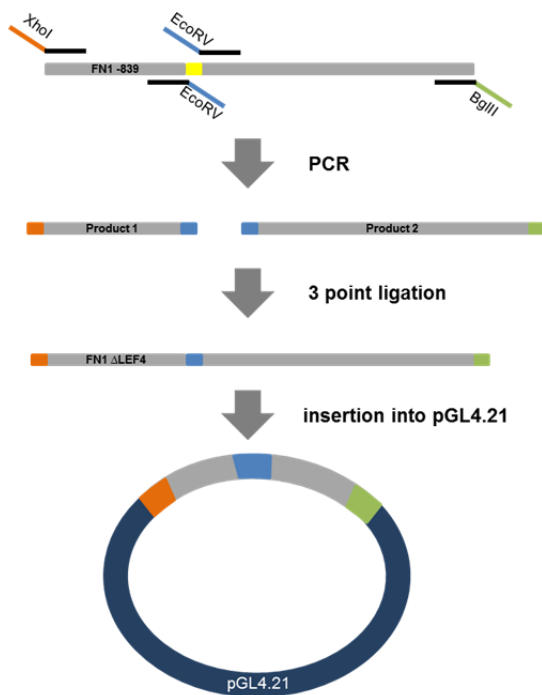 XhoI
EcoRV
FN1 -839
EcoRV
BglII
PCR
Product 1
Product 2
3 point ligation
FN1 ΔLEF4
insertion into pGL4.21
pGL4.21